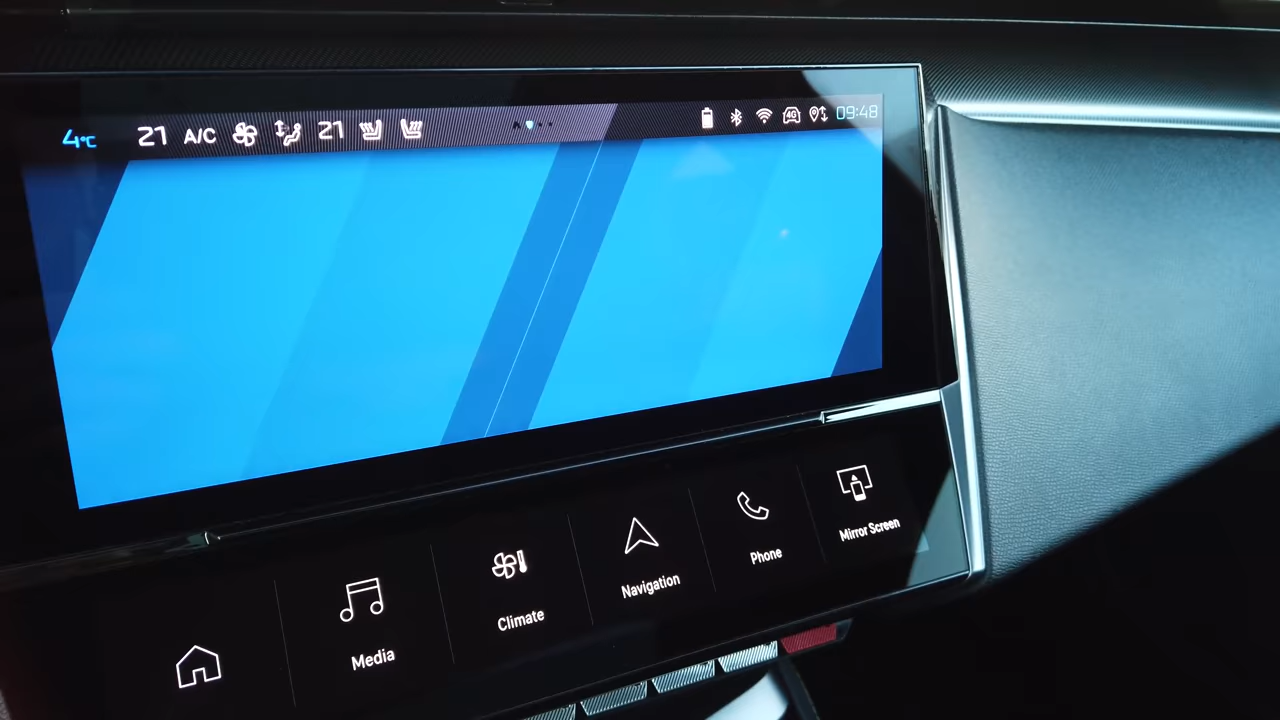 4°C 21 A/C 21 4G 09:48
Media
Climate
Navigation
Phone
Mirror Screen